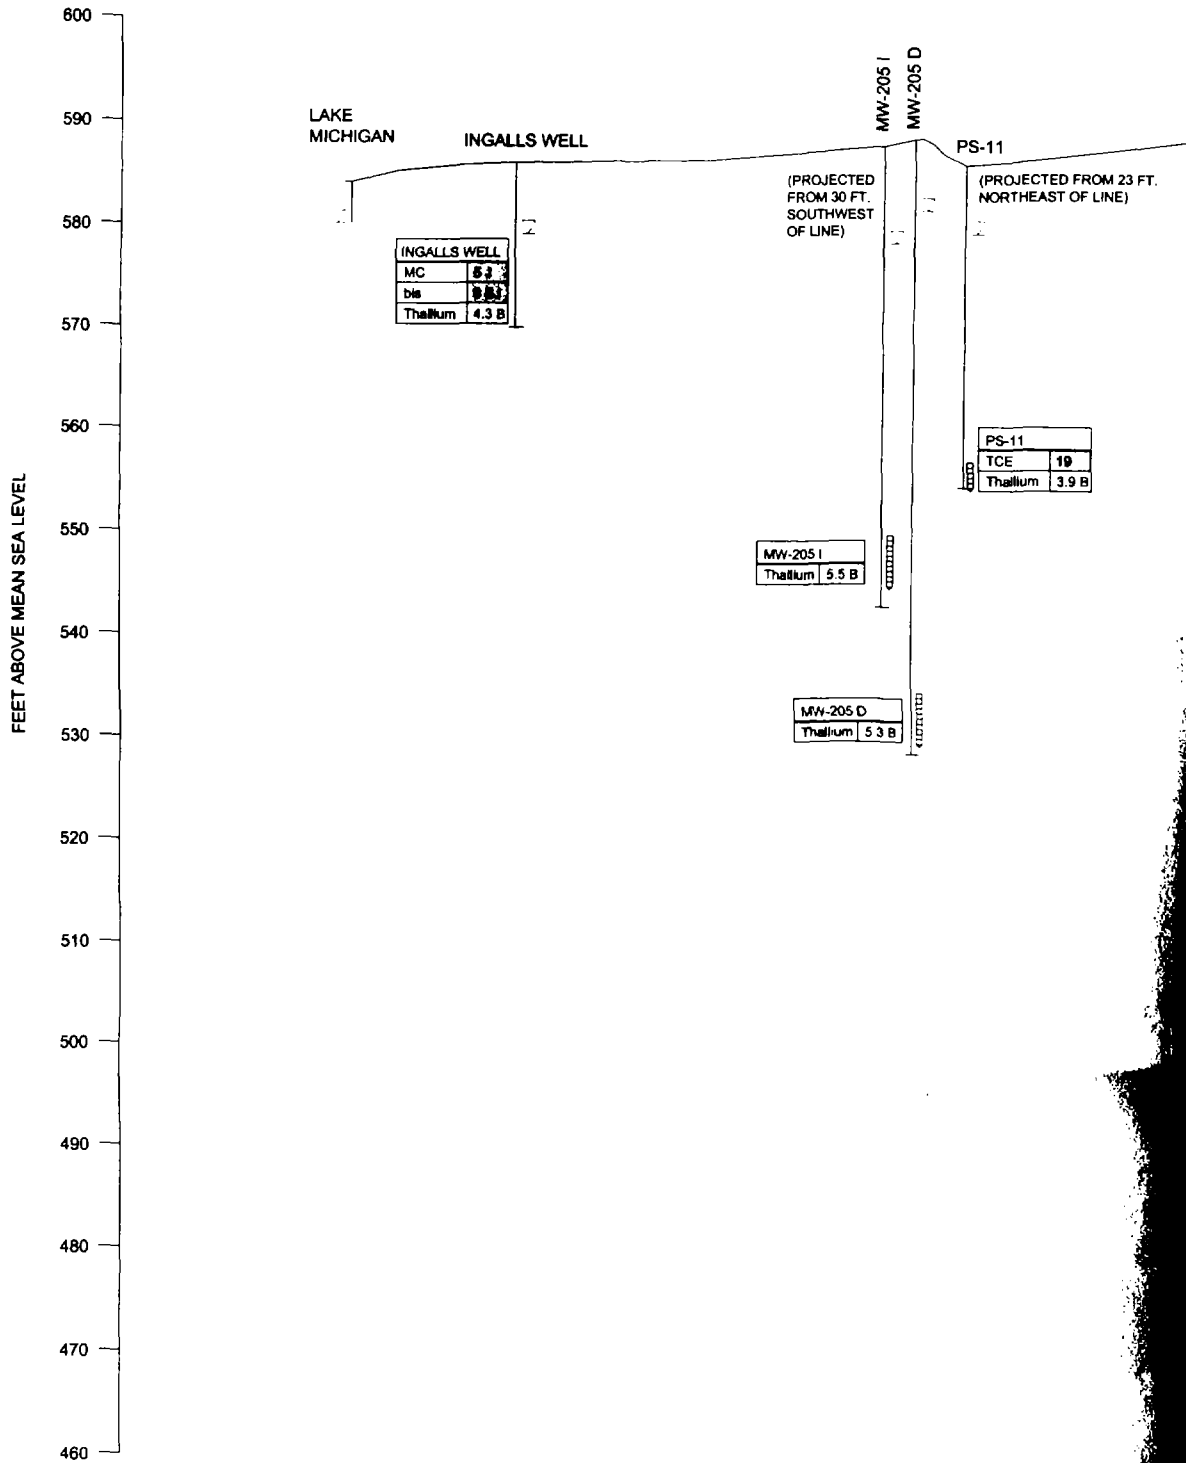 600
590
580
570
560
550
540
530
520
510
500
490
480
470
460
FEET ABOVE MEAN SEA LEVEL
LAKE
MICHIGAN
INGALLS WELL
MW-205 I
MW-205 D
PS-11
(PROJECTED
FROM 30 FT.
SOUTHWEST
OF LINE)
(PROJECTED FROM 23 FT.
NORTHEAST OF LINE)
INGALLS WELL
MC
bis
Thallium 4.3 B
PS-11
TCE 19
Thallium 3.9 B
MW-205 I
Thallium 5.5 B
MW-205 D
Thallium 5.3 B